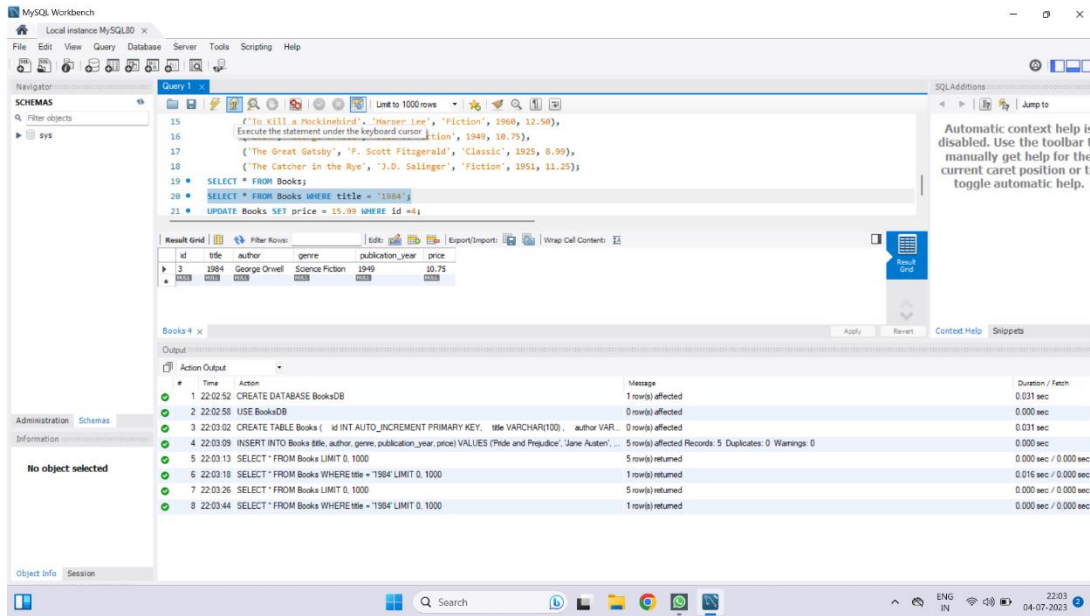 MySQL Workbench
Local instance MySQL80
File Edit View Query Database Server Tools Scripting Help
Navigator
SCHEMAS
Filter objects
sys
Query 1
Limit to 1000 rows
15 ('To Kill a Mockinebird', 'Harper Lee', 'Fiction', 1960, 12.50),
Execute the statement under the keyboard cursor
16 ction', 1949, 10.75),
17 ('The Great Gatsby', 'F. Scott Fitzgerald', 'Classic', 1925, 8.99),
18 ('The Catcher in the Rye', 'J.D. Salinger', 'Fiction', 1951, 11.25);
19 SELECT * FROM Books;
20 SELECT * FROM Books WHERE title = '1984';
21 UPDATE Books SET price = 15.99 WHERE id =4;
Result Grid Filter Rows: Edit: Export/Import: Wrap Cell Content:
id title author genre publication_year price
3 1984 George Orwell Science Fiction 1949 10.75
NULL NULL NULL NULL NULL NULL
Result
Grid
Books 4
Apply Revert
SQLAdditions
Jump to
Automatic context help is
disabled. Use the toolbar t
manually get help for the
current caret position or t
toggle automatic help.
Context Help Snippets
Output
Action Output
# Time Action Message Duration / Fetch
1 22:02:52 CREATE DATABASE BooksDB 1 row(s) affected 0.031 sec
2 22:02:58 USE BooksDB 0 row(s) affected 0.000 sec
3 22:03:02 CREATE TABLE Books ( id INT AUTO_INCREMENT PRIMARY KEY, title VARCHAR(100), author VAR... 0 row(s) affected 0.031 sec
4 22:03:09 INSERT INTO Books (title, author, genre, publication_year, price) VALUES ('Pride and Prejudice', 'Jane Austen', ... 5 row(s) affected Records: 5 Duplicates: 0 Warnings: 0 0.000 sec
5 22:03:13 SELECT * FROM Books LIMIT 0, 1000 5 row(s) returned 0.000 sec / 0.000 sec
6 22:03:18 SELECT * FROM Books WHERE title = '1984' LIMIT 0, 1000 1 row(s) returned 0.016 sec / 0.000 sec
7 22:03:26 SELECT * FROM Books LIMIT 0, 1000 5 row(s) returned 0.000 sec / 0.000 sec
8 22:03:44 SELECT * FROM Books WHERE title = '1984' LIMIT 0, 1000 1 row(s) returned 0.000 sec / 0.000 sec
Administration Schemas
Information
No object selected
Object Info Session
Search
ENG
IN
22:03
04-07-2023